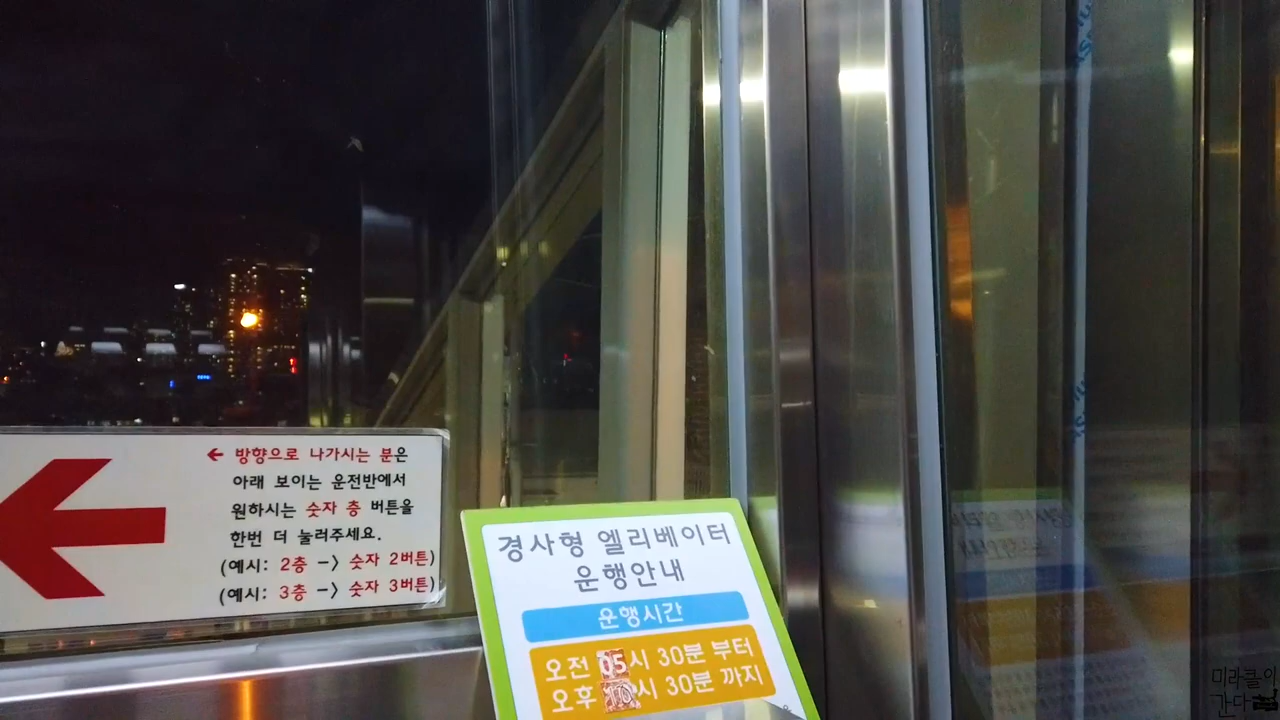 ← 방향으로 나가시는 분은
아래 보이는 운전반에서
원하시는 숫자 층 버튼을
한번 더 눌러주세요.
(예시: 2층 -> 숫자 2버튼)
(예시: 3층 -> 숫자 3버튼)
경사형 엘리베이터
운행안내
운행시간
오전 05시 30분 부터
오후 10시 30분 까지
미라클이
간다